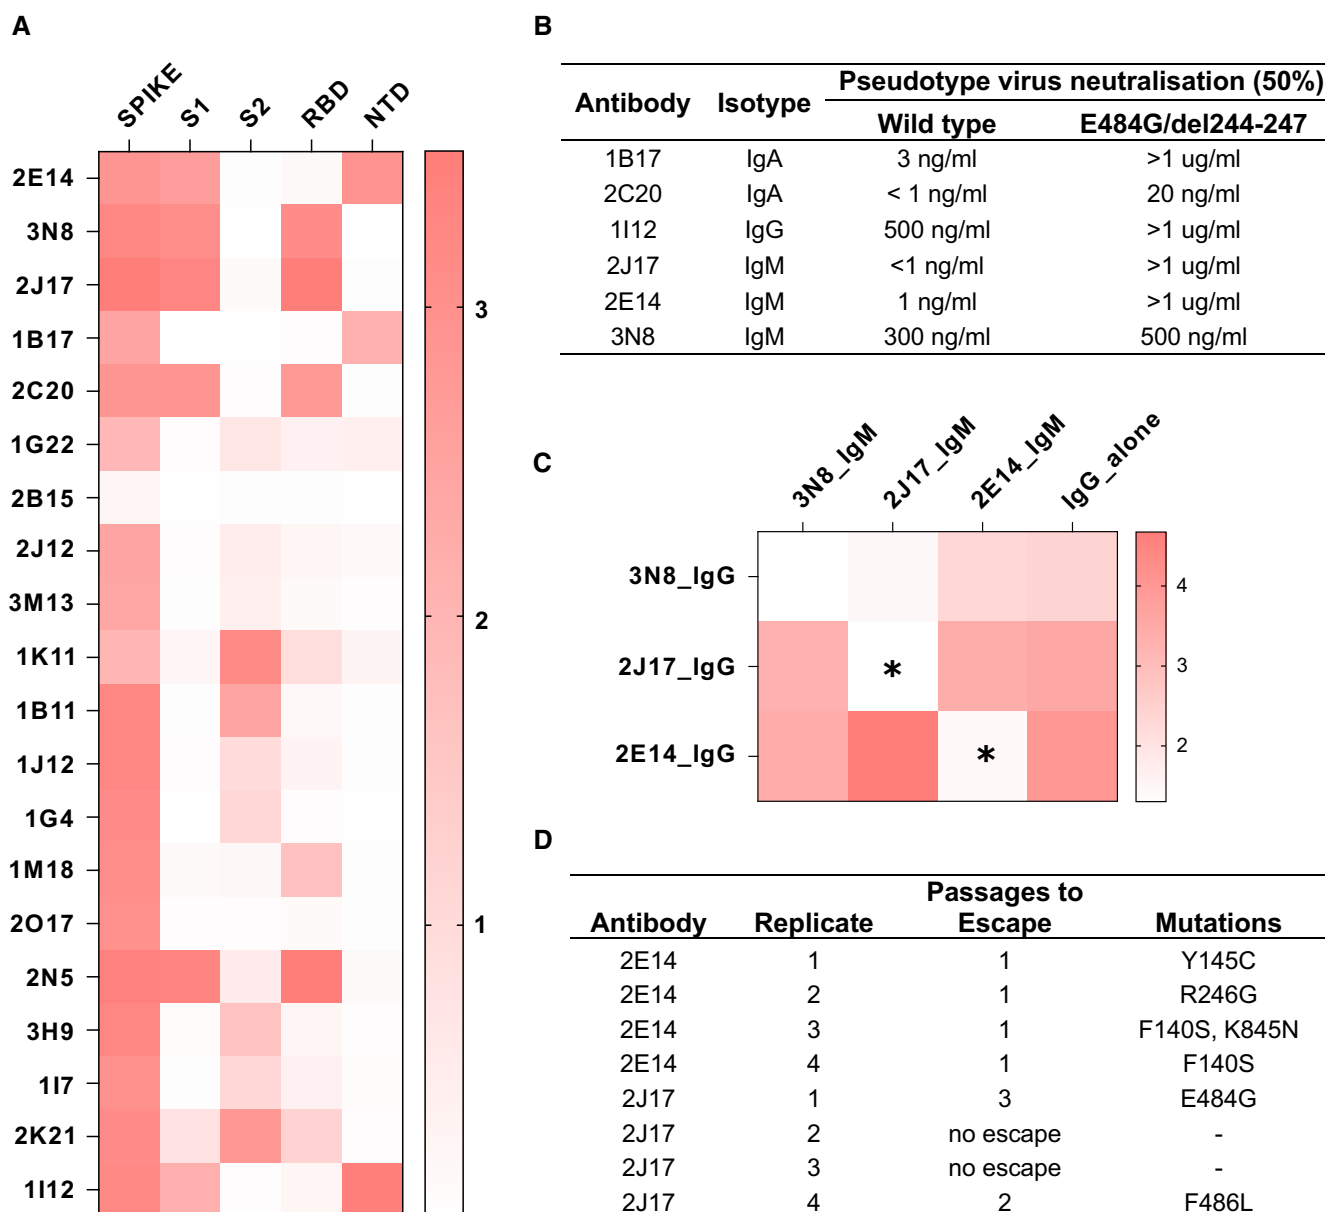 A
SPIKE
S1
S2
RBD
NTD
2E14
3N8
2J17
1B17
2C20
1G22
2B15
2J12
3M13
1K11
1B11
1J12
1G4
1M18
2O17
2N5
3H9
1I7
2K21
1I12
3
2
1
B
Antibody Isotype Pseudotype virus neutralisation (50%)
Wild type E484G/del244-247
1B17 IgA 3 ng/ml >1 ug/ml
2C20 IgA < 1 ng/ml 20 ng/ml
1I12 IgG 500 ng/ml >1 ug/ml
2J17 IgM <1 ng/ml >1 ug/ml
2E14 IgM 1 ng/ml >1 ug/ml
3N8 IgM 300 ng/ml 500 ng/ml
C
3N8_IgM
2J17_IgM
2E14_IgM
IgG_alone
3N8_IgG
2J17_IgG *
2E14_IgG *
4
3
2
D
Passages to
Antibody Replicate Escape Mutations
2E14 1 1 Y145C
2E14 2 1 R246G
2E14 3 1 F140S, K845N
2E14 4 1 F140S
2J17 1 3 E484G
2J17 2 no escape -
2J17 3 no escape -
2J17 4 2 F486L